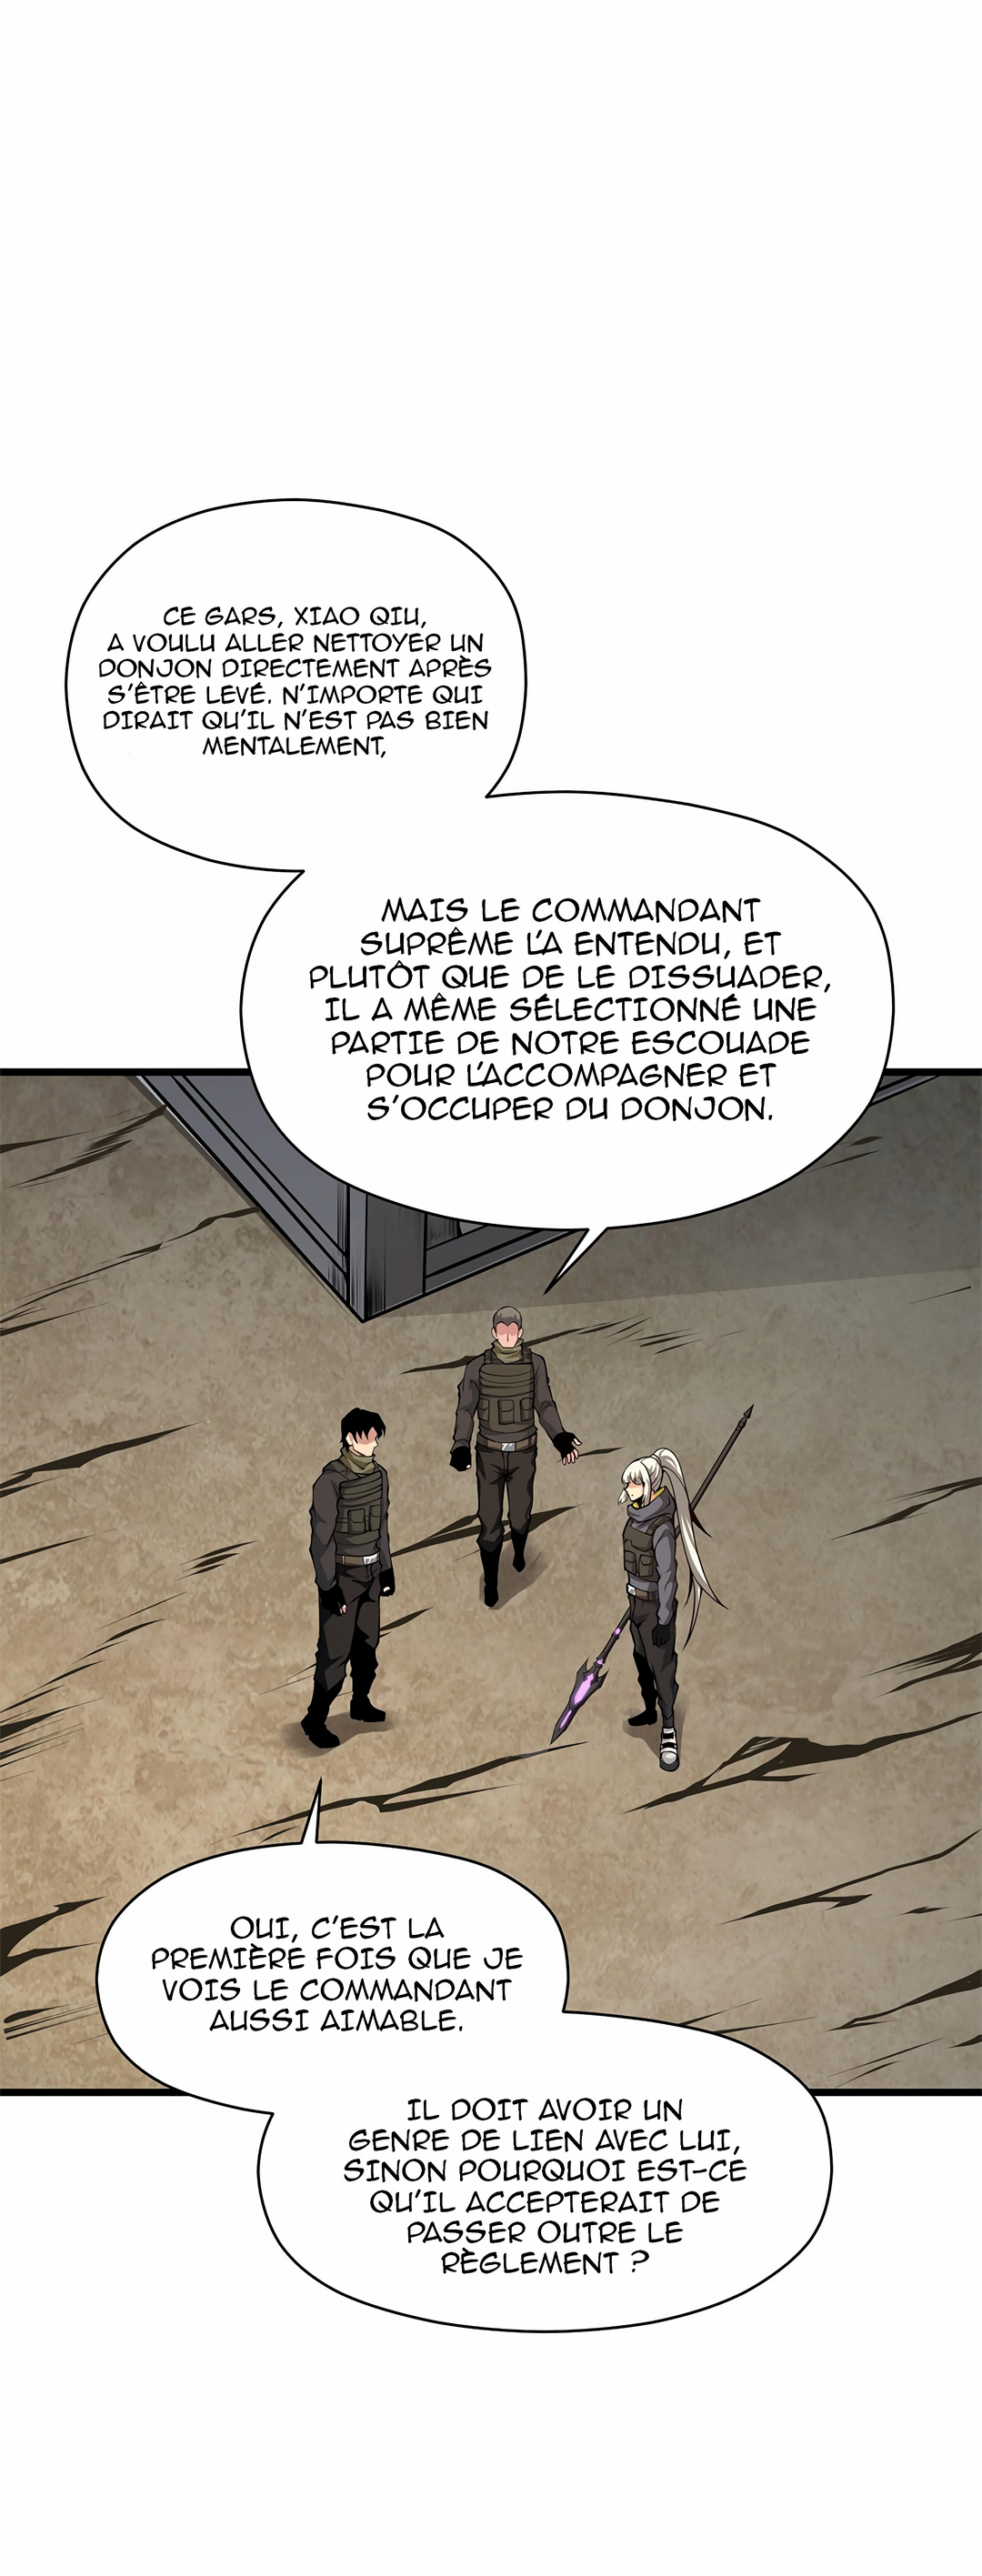 CE GARS, XIAO QIU,
A VOULU ALLER NETTOYER UN
DONJON DIRECTEMENT APRÈS
S'ÊTRE LEVÉ. N'IMPORTE QUI
DIRAIT QU'IL N'EST PAS BIEN
MENTALEMENT,
MAIS LE COMMANDANT
SUPRÊME L'A ENTENDU, ET
PLUTÔT QUE DE LE DISSUADER,
IL A MÊME SÉLECTIONNÉ UNE
PARTIE DE NOTRE ESCOUADE
POUR L'ACCOMPAGNER ET
S'OCCUPER DU DONJON.
OUI, C'EST LA
PREMIÈRE FOIS QUE JE
VOIS LE COMMANDANT
AUSSI AIMABLE.
IL DOIT AVOIR UN
GENRE DE LIEN AVEC LUI,
SINON POURQUOI EST-CE
QU'IL ACCEPTERAIT DE
PASSER OUTRE LE
RÈGLEMENT ?